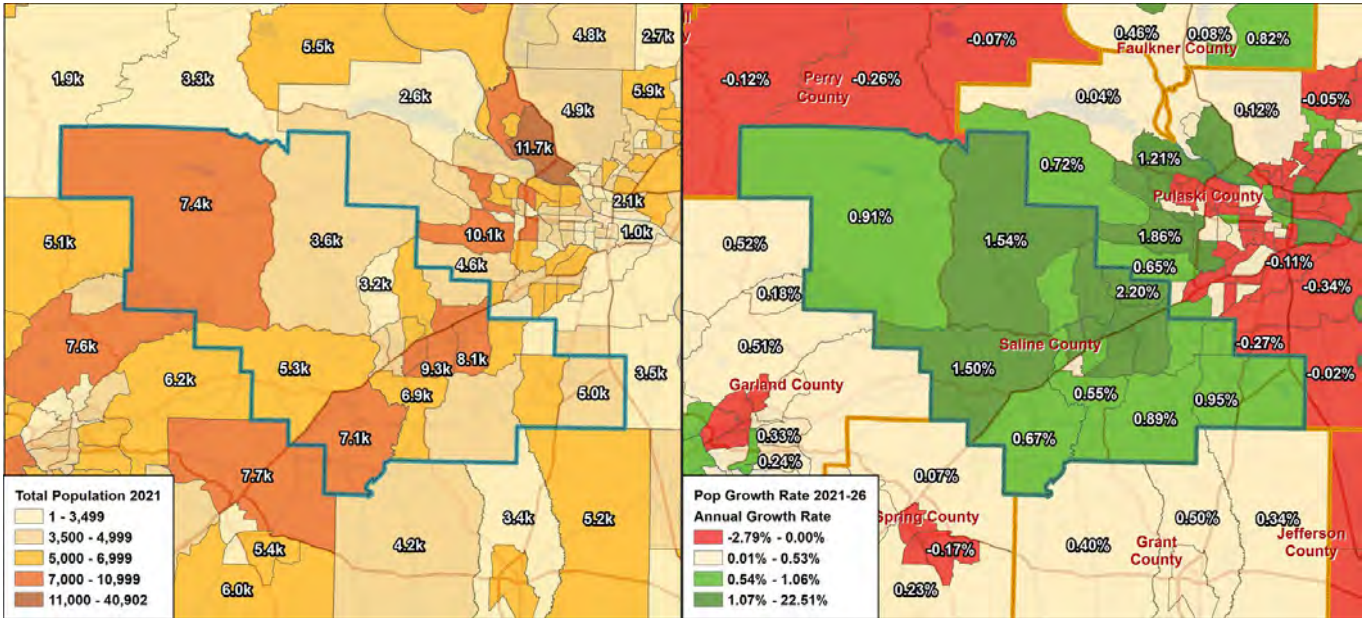 4.8k
2.7k
5.5k
1.9k
3.3k
5.9k
2.6k
4.9k
11.7k
7.4k
2.1k
5.1k
3.6k
10.1k
1.0k
4.6k
3.2k
7.6k
8.1k
9.3k
5.3k
3.5k
6.2k
6.9k
5.0k
7.1k
7.7k
3.4k
5.2k
4.2k
5.4k
6.0k
Total Population 2021
1 - 3,499
3,500 - 4,999
5,000 - 6,999
7,000 - 10,999
11,000 - 40,902
0.46%
0.08%
0.82%
-0.07%
Faulkner County
-0.12%
Perry
County
-0.26%
0.04%
-0.05%
0.12%
0.72%
1.21%
Pulaski County
0.91%
0.52%
1.54%
1.86%
0.65%
-0.11%
-0.34%
0.18%
2.20%
0.51%
Saline County
-0.27%
1.50%
-0.02%
Garland County
0.55%
0.95%
0.89%
0.67%
0.33%
0.24%
0.07%
Spring County
-0.17%
0.50%
0.34%
0.40%
Grant
County
Jefferson
County
0.23%
Pop Growth Rate 2021-26
Annual Growth Rate
-2.79% - 0.00%
0.01% - 0.53%
0.54% - 1.06%
1.07% - 22.51%